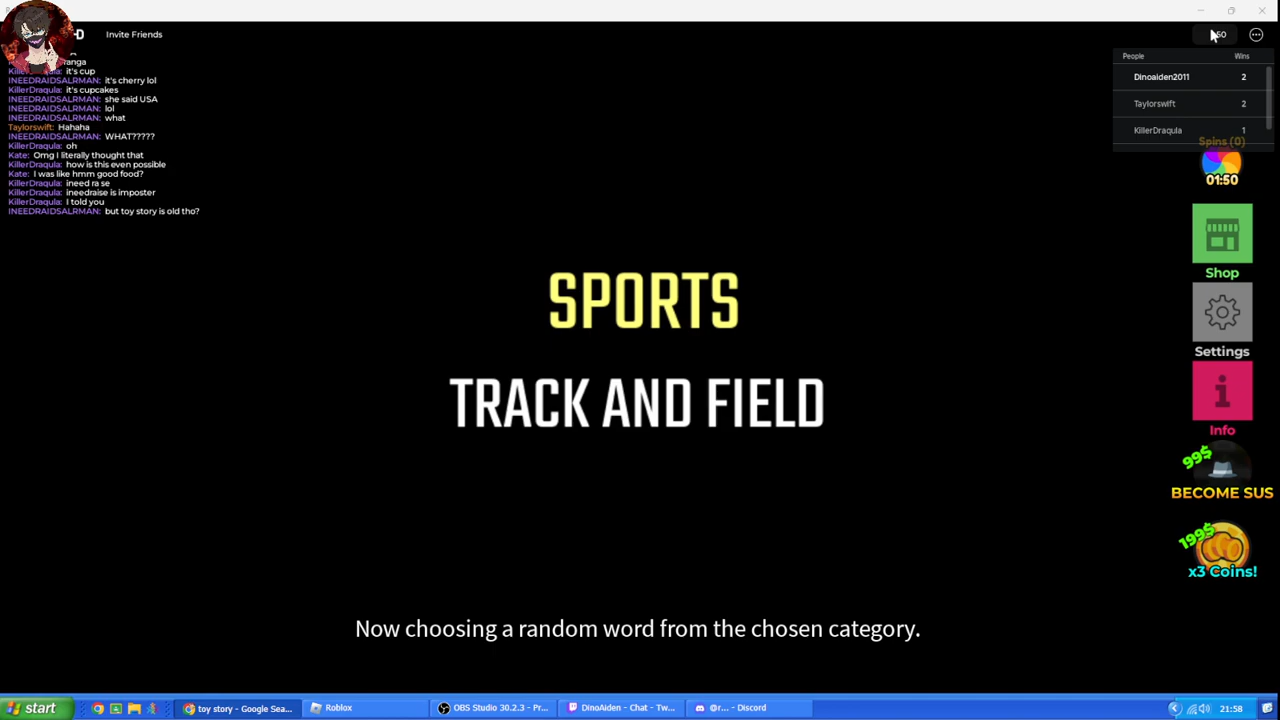 Invite Friends
60
it's cup
INEEDRAIDSALRMAN: it's cherry lol
KillerDraqula: it's cupcakes
INEEDRAIDSALRMAN: she said USA
INEEDRAIDSALRMAN: lol
INEEDRAIDSALRMAN: what
Taylorswift: Hahaha
INEEDRAIDSALRMAN: WHAT?????
KillerDraqula: oh
Kate: Omg I literally thought that
KillerDraqula: how is this even possible
Kate: I was like hmm good food?
KillerDraqula: ineed ra se
KillerDraqula: ineedraise is imposter
KillerDraqula: I told you
INEEDRAIDSALRMAN: but toy story is old tho?
People Wins
Dinoaiden2011 2
Taylorswift 2
KillerDraqula 1
Spins (0)
01:50
Shop
Settings
Info
99$
BECOME SUS
199$
x3 Coins!
SPORTS
TRACK AND FIELD
Now choosing a random word from the chosen category.
start
toy story - Google Sea...
Roblox
OBS Studio 30.2.3 - Pr...
DinoAiden - Chat - Tw...
@r... - Discord
21:58